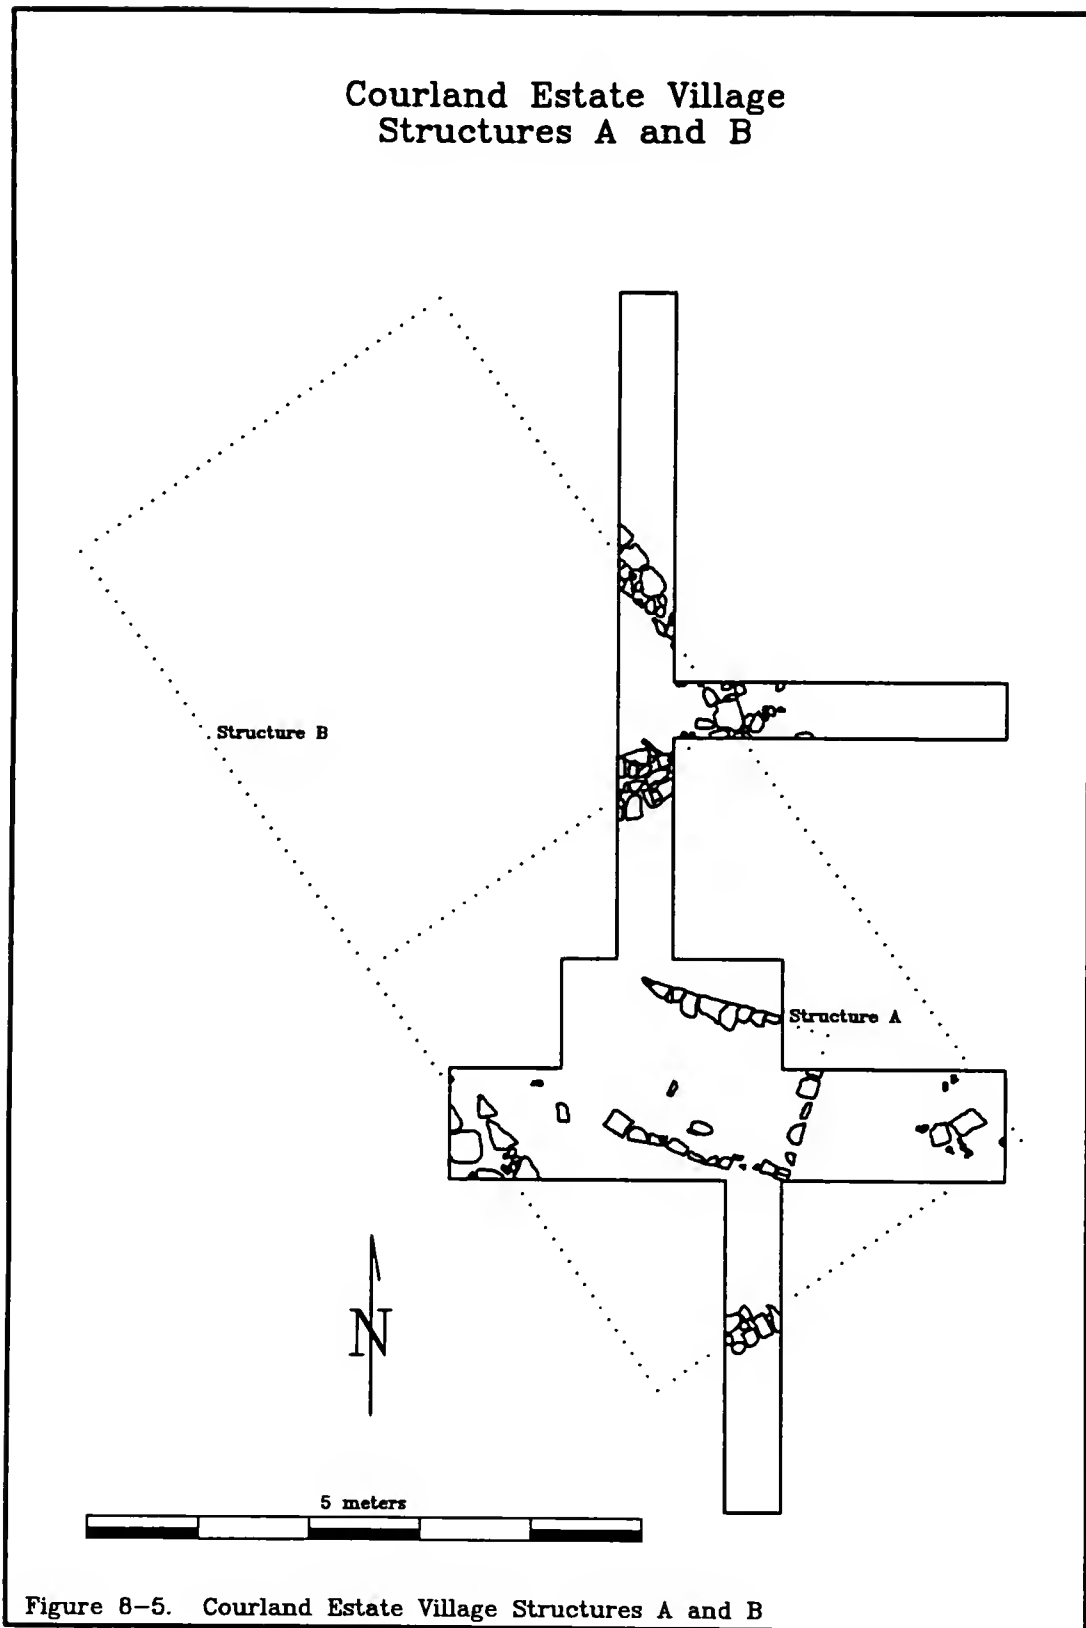 Courland Estate Village
Structures A and B
Structure B
Structure A
N
5 meters
Figure 8-5. Courland Estate Village Structures A and B